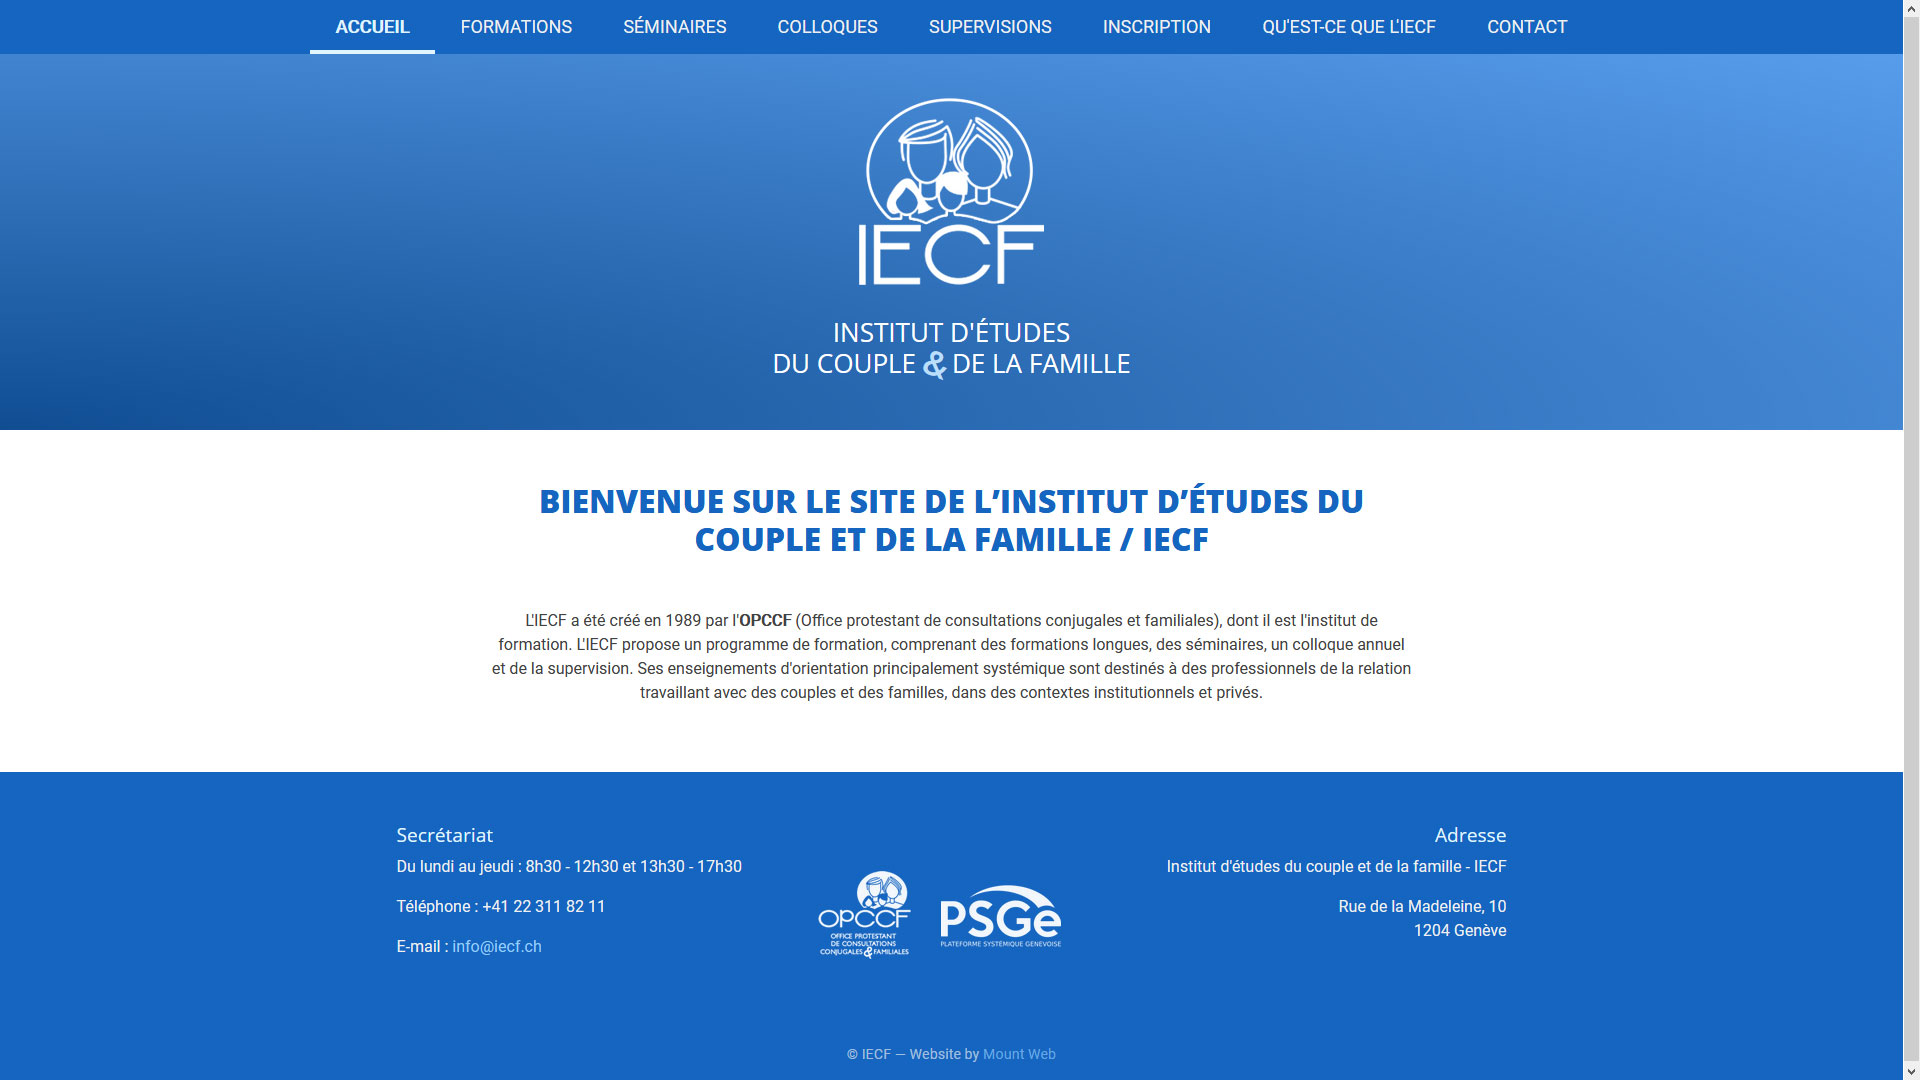 ACCUEIL FORMATIONS SÉMINAIRES COLLOQUES SUPERVISIONS INSCRIPTION QU'EST-CE QUE L'IECF CONTACT
IECF
INSTITUT D'ÉTUDES
DU COUPLE & DE LA FAMILLE
BIENVENUE SUR LE SITE DE L’INSTITUT D’ÉTUDES DU
COUPLE ET DE LA FAMILLE / IECF
L'IECF a été créé en 1989 par l'OPCCF (Office protestant de consultations conjugales et familiales), dont il est l'institut de
formation. L'IECF propose un programme de formation, comprenant des formations longues, des séminaires, un colloque annuel
et de la supervision. Ses enseignements d'orientation principalement systémique sont destinés à des professionnels de la relation
travaillant avec des couples et des familles, dans des contextes institutionnels et privés.
Secrétariat
Du lundi au jeudi : 8h30 - 12h30 et 13h30 - 17h30
Téléphone : +41 22 311 82 11
E-mail : info@iecf.ch
OPCCF
OFFICE PROTESTANT
DE CONSULTATIONS
CONJUGALES & FAMILIALES
PSGe
PLATEFORME SYSTÉMIQUE GENEVOISE
Adresse
Institut d'études du couple et de la famille - IECF
Rue de la Madeleine, 10
1204 Genève
© IECF — Website by Mount Web